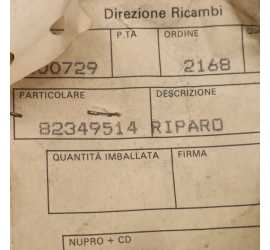 Direzione Ricambi
P.TA ORDINE
00729 2168
PARTICOLARE DESCRIZIONE
82349514 RIPARO
QUANTITÀ IMBALLATA FIRMA
NUPRO + CD